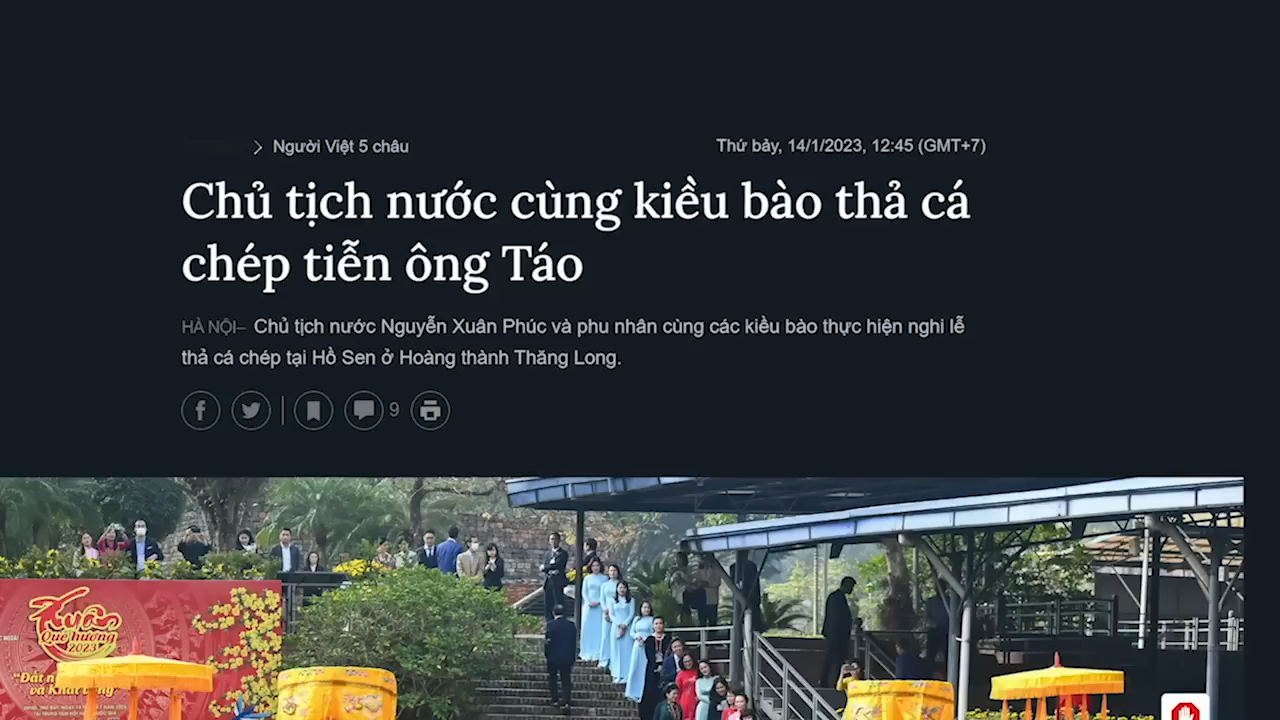 Người Việt 5 châu
Thứ bảy, 14/1/2023, 12:45 (GMT+7)
Chủ tịch nước cùng kiều bào thả cá
chép tiễn ông Táo
HÀ NỘI– Chủ tịch nước Nguyễn Xuân Phúc và phu nhân cùng các kiều bào thực hiện nghi lễ
thả cá chép tại Hồ Sen ở Hoàng thành Thăng Long.
9
Xuân
Quê hương
2023